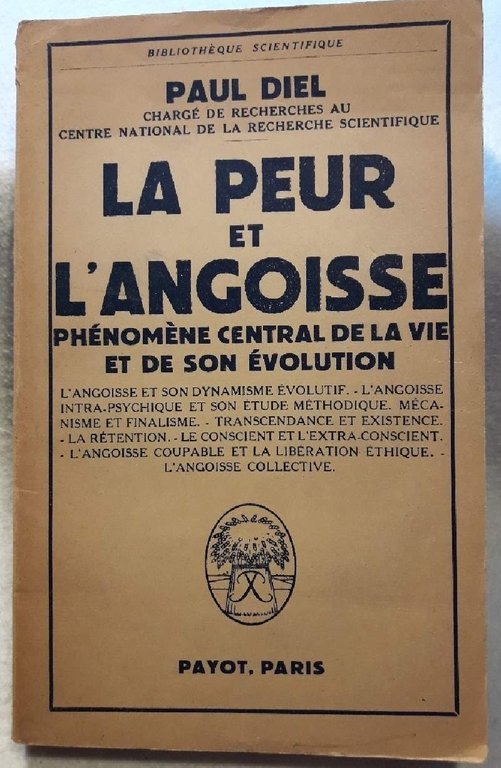 BIBLIOTHÈQUE SCIENTIFIQUE
PAUL DIEL
CHARGÉ DE RECHERCHES AU
CENTRE NATIONAL DE LA RECHERCHE SCIENTIFIQUE
LA PEUR
ET
L'ANGOISSE
PHÉNOMÈNE CENTRAL DE LA VIE
ET DE SON ÉVOLUTION
L'ANGOISSE ET SON DYNAMISME ÉVOLUTIF. - L'ANGOISSE
INTRA-PSYCHIQUE ET SON ÉTUDE MÉTHODIQUE. MÉCA-
NISME ET FINALISME. - TRANSCENDANCE ET EXISTENCE.
- LA RÉTENTION. - LE CONSCIENT ET L'EXTRA-CONSCIENT.
- L'ANGOISSE COUPABLE ET LA LIBÉRATION ÉTHIQUE. -
L'ANGOISSE COLLECTIVE.
PAYOT, PARIS